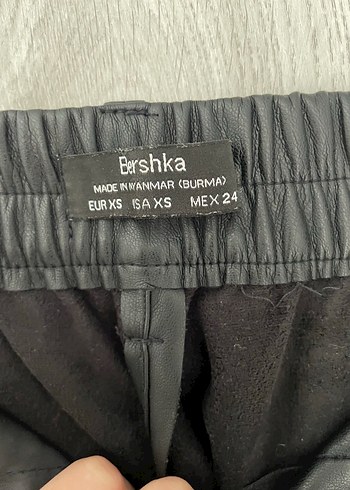 Bershka
MADE IN MYANMAR (BURMA)
EUR XS USA XS MEX 24